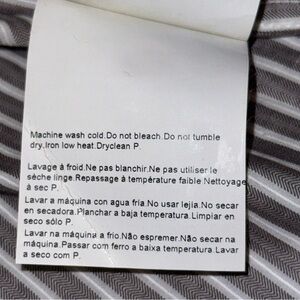 Machine wash cold.Do not bleach.Do not tumble
dry.Iron low heat.Dryclean P.
Lavage à froid.Ne pas blanchir.Ne pas utiliser le
séche linge.Repassage à température faible Nettoyage
à sec P.
Lavar a máquina con agua fría.No usar lejia.No secar
en secadora.Planchar a baja temperatura.Limpiar en
seco sólo P.
Lavar na máquina a frio.Não espremer.Não secar na
máquina.Passar com ferro a baixa temperatura.Lavar
a seco com P.